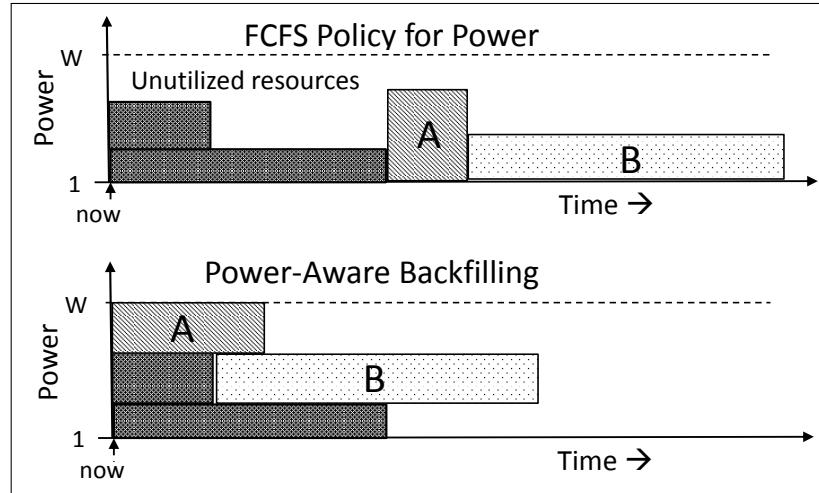 FCFS Policy for Power
W
Unutilized resources
Power
A
B
1
now
Time →
Power-Aware Backfilling
W
A
Power
B
1
now
Time →